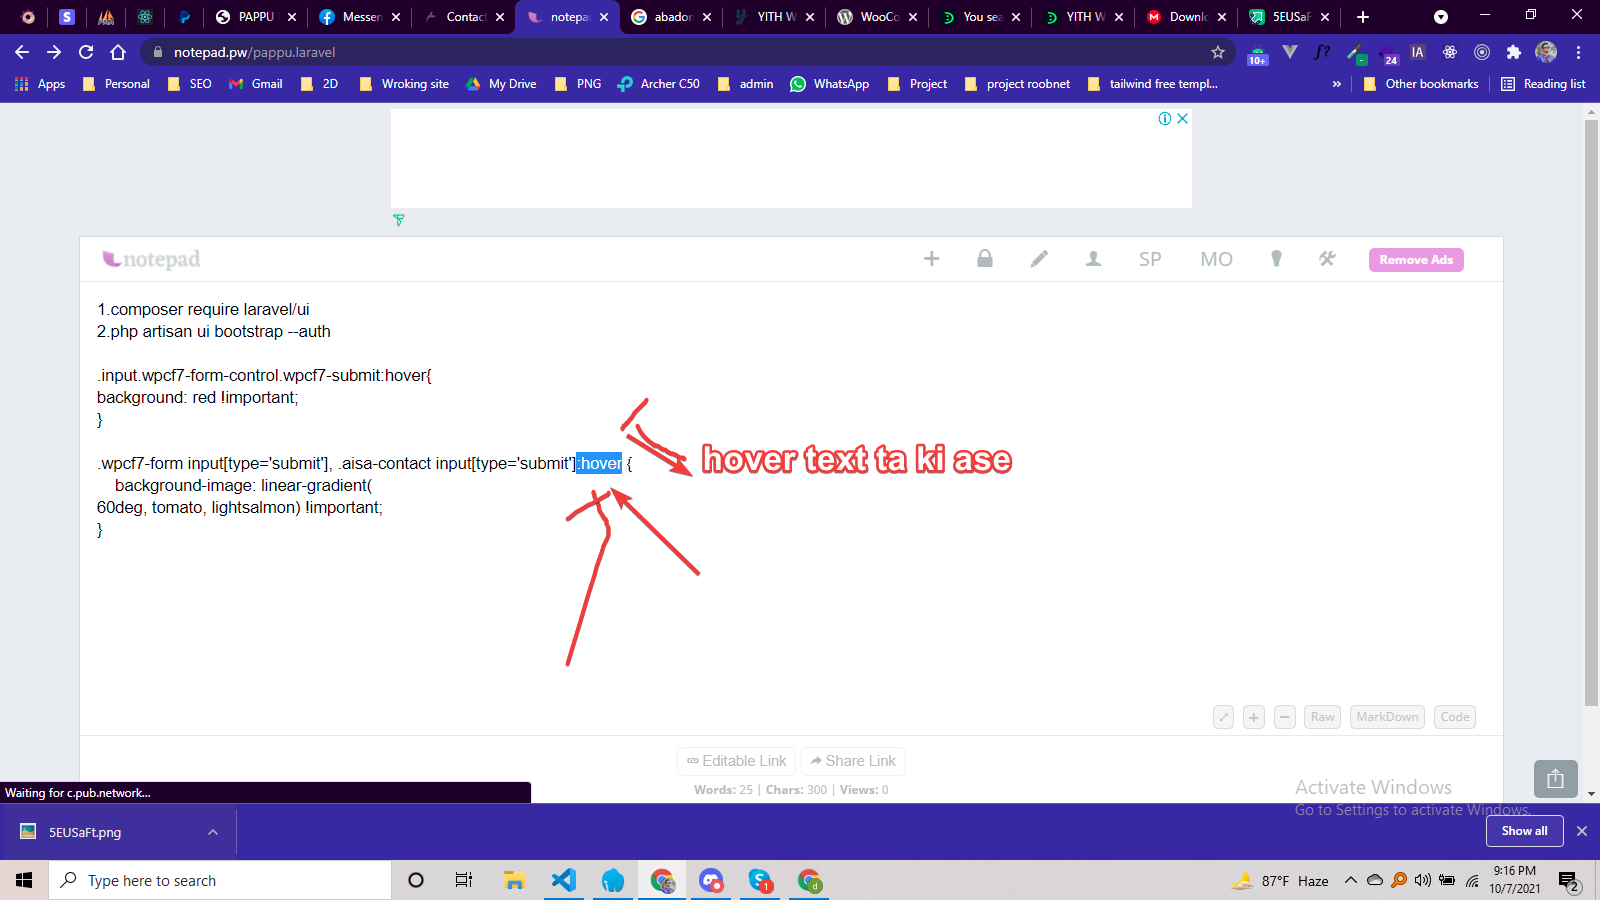 PAPPU
Messen
Contact
notepad
abadon
YITH W
WooCo
You sea
YITH W
Downlo
5EUSaF
notepad.pw/pappu.laravel
10+
ƒ?
24
IA
Apps
Personal
SEO
Gmail
2D
Wroking site
My Drive
PNG
Archer C50
admin
WhatsApp
Project
project roobnet
tailwind free templ...
»
Other bookmarks
Reading list
notepad
SP
MO
Remove Ads
1.composer require laravel/ui
2.php artisan ui bootstrap --auth
.input.wpcf7-form-control.wpcf7-submit:hover{
background: red !important;
}
.wpcf7-form input[type='submit'], .aisa-contact input[type='submit']:hover {
background-image: linear-gradient(
60deg, tomato, lightsalmon) !important;
}
hover text ta ki ase
Raw
MarkDown
Code
Editable Link
Share Link
Words: 25 | Chars: 300 | Views: 0
Waiting for c.pub.network...
Activate Windows
Go to Settings to activate Windows.
5EUSaFt.png
Show all
Type here to search
1
d
87°F Haze
9:16 PM
10/7/2021
2